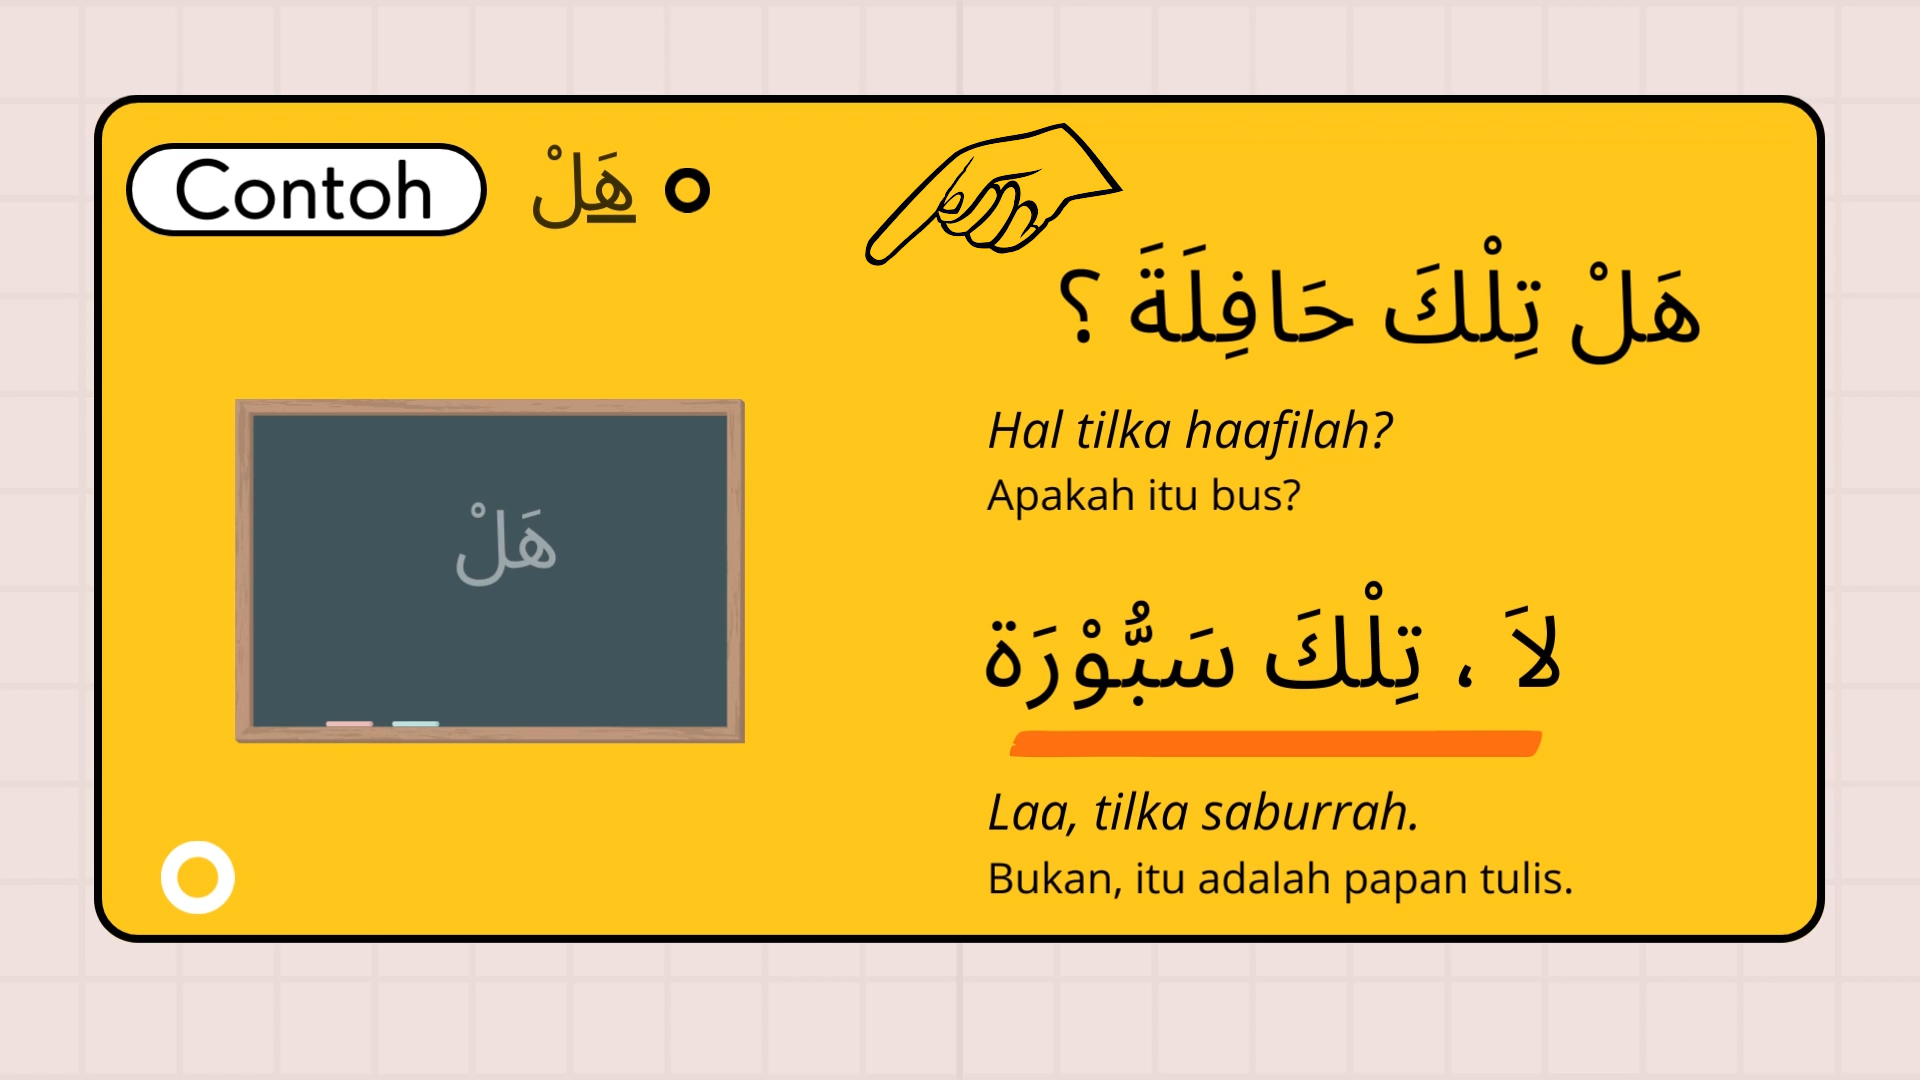 Contoh
هَلْ
هَلْ تِلْكَ حَافِلَةَ ؟
Hal tilka haafilah?
Apakah itu bus?
هَلْ
لاَ ، تِلْكَ سَبُّوْرَة
Laa, tilka saburrah.
Bukan, itu adalah papan tulis.